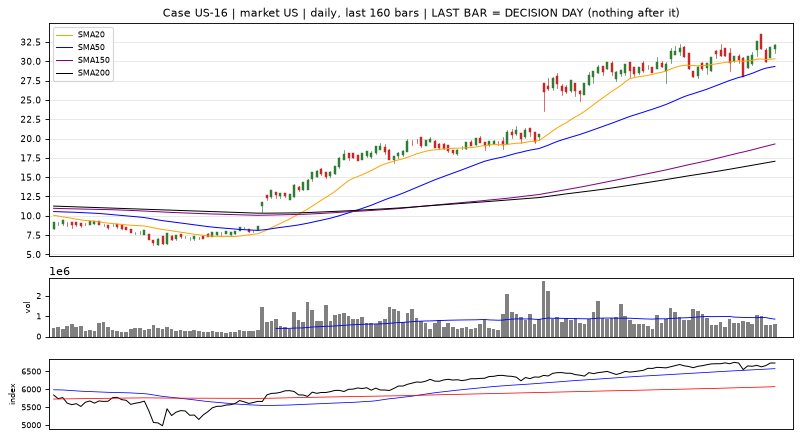 Case US-16 | market US | daily, last 160 bars | LAST BAR = DECISION DAY (nothing after it)
SMA20
SMA50
SMA150
SMA200
32.5
30.0
27.5
25.0
22.5
20.0
17.5
15.0
12.5
10.0
7.5
5.0
1e6
vol
2
1
0
index
6500
6000
5500
5000